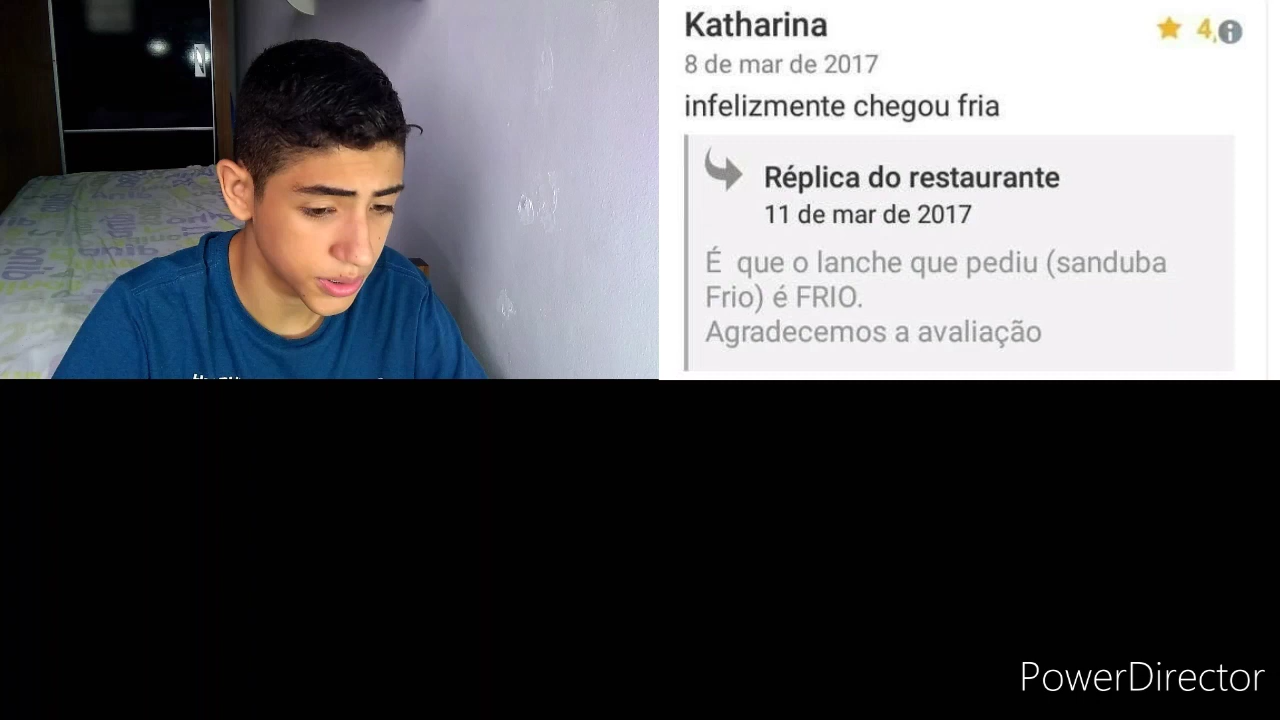 Katharina
4,
8 de mar de 2017
infelizmente chegou fria
Réplica do restaurante
11 de mar de 2017
É que o lanche que pediu (sanduba
Frio) é FRIO.
Agradecemos a avaliação
PowerDirector